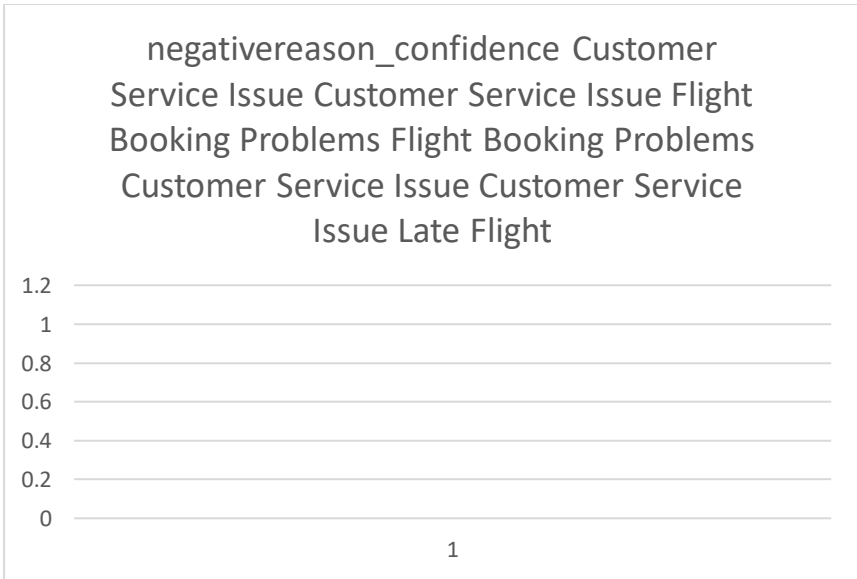 negativereason_confidence Customer
Service Issue Customer Service Issue Flight
Booking Problems Flight Booking Problems
Customer Service Issue Customer Service
Issue Late Flight
1.2
1
0.8
0.6
0.4
0.2
0
1